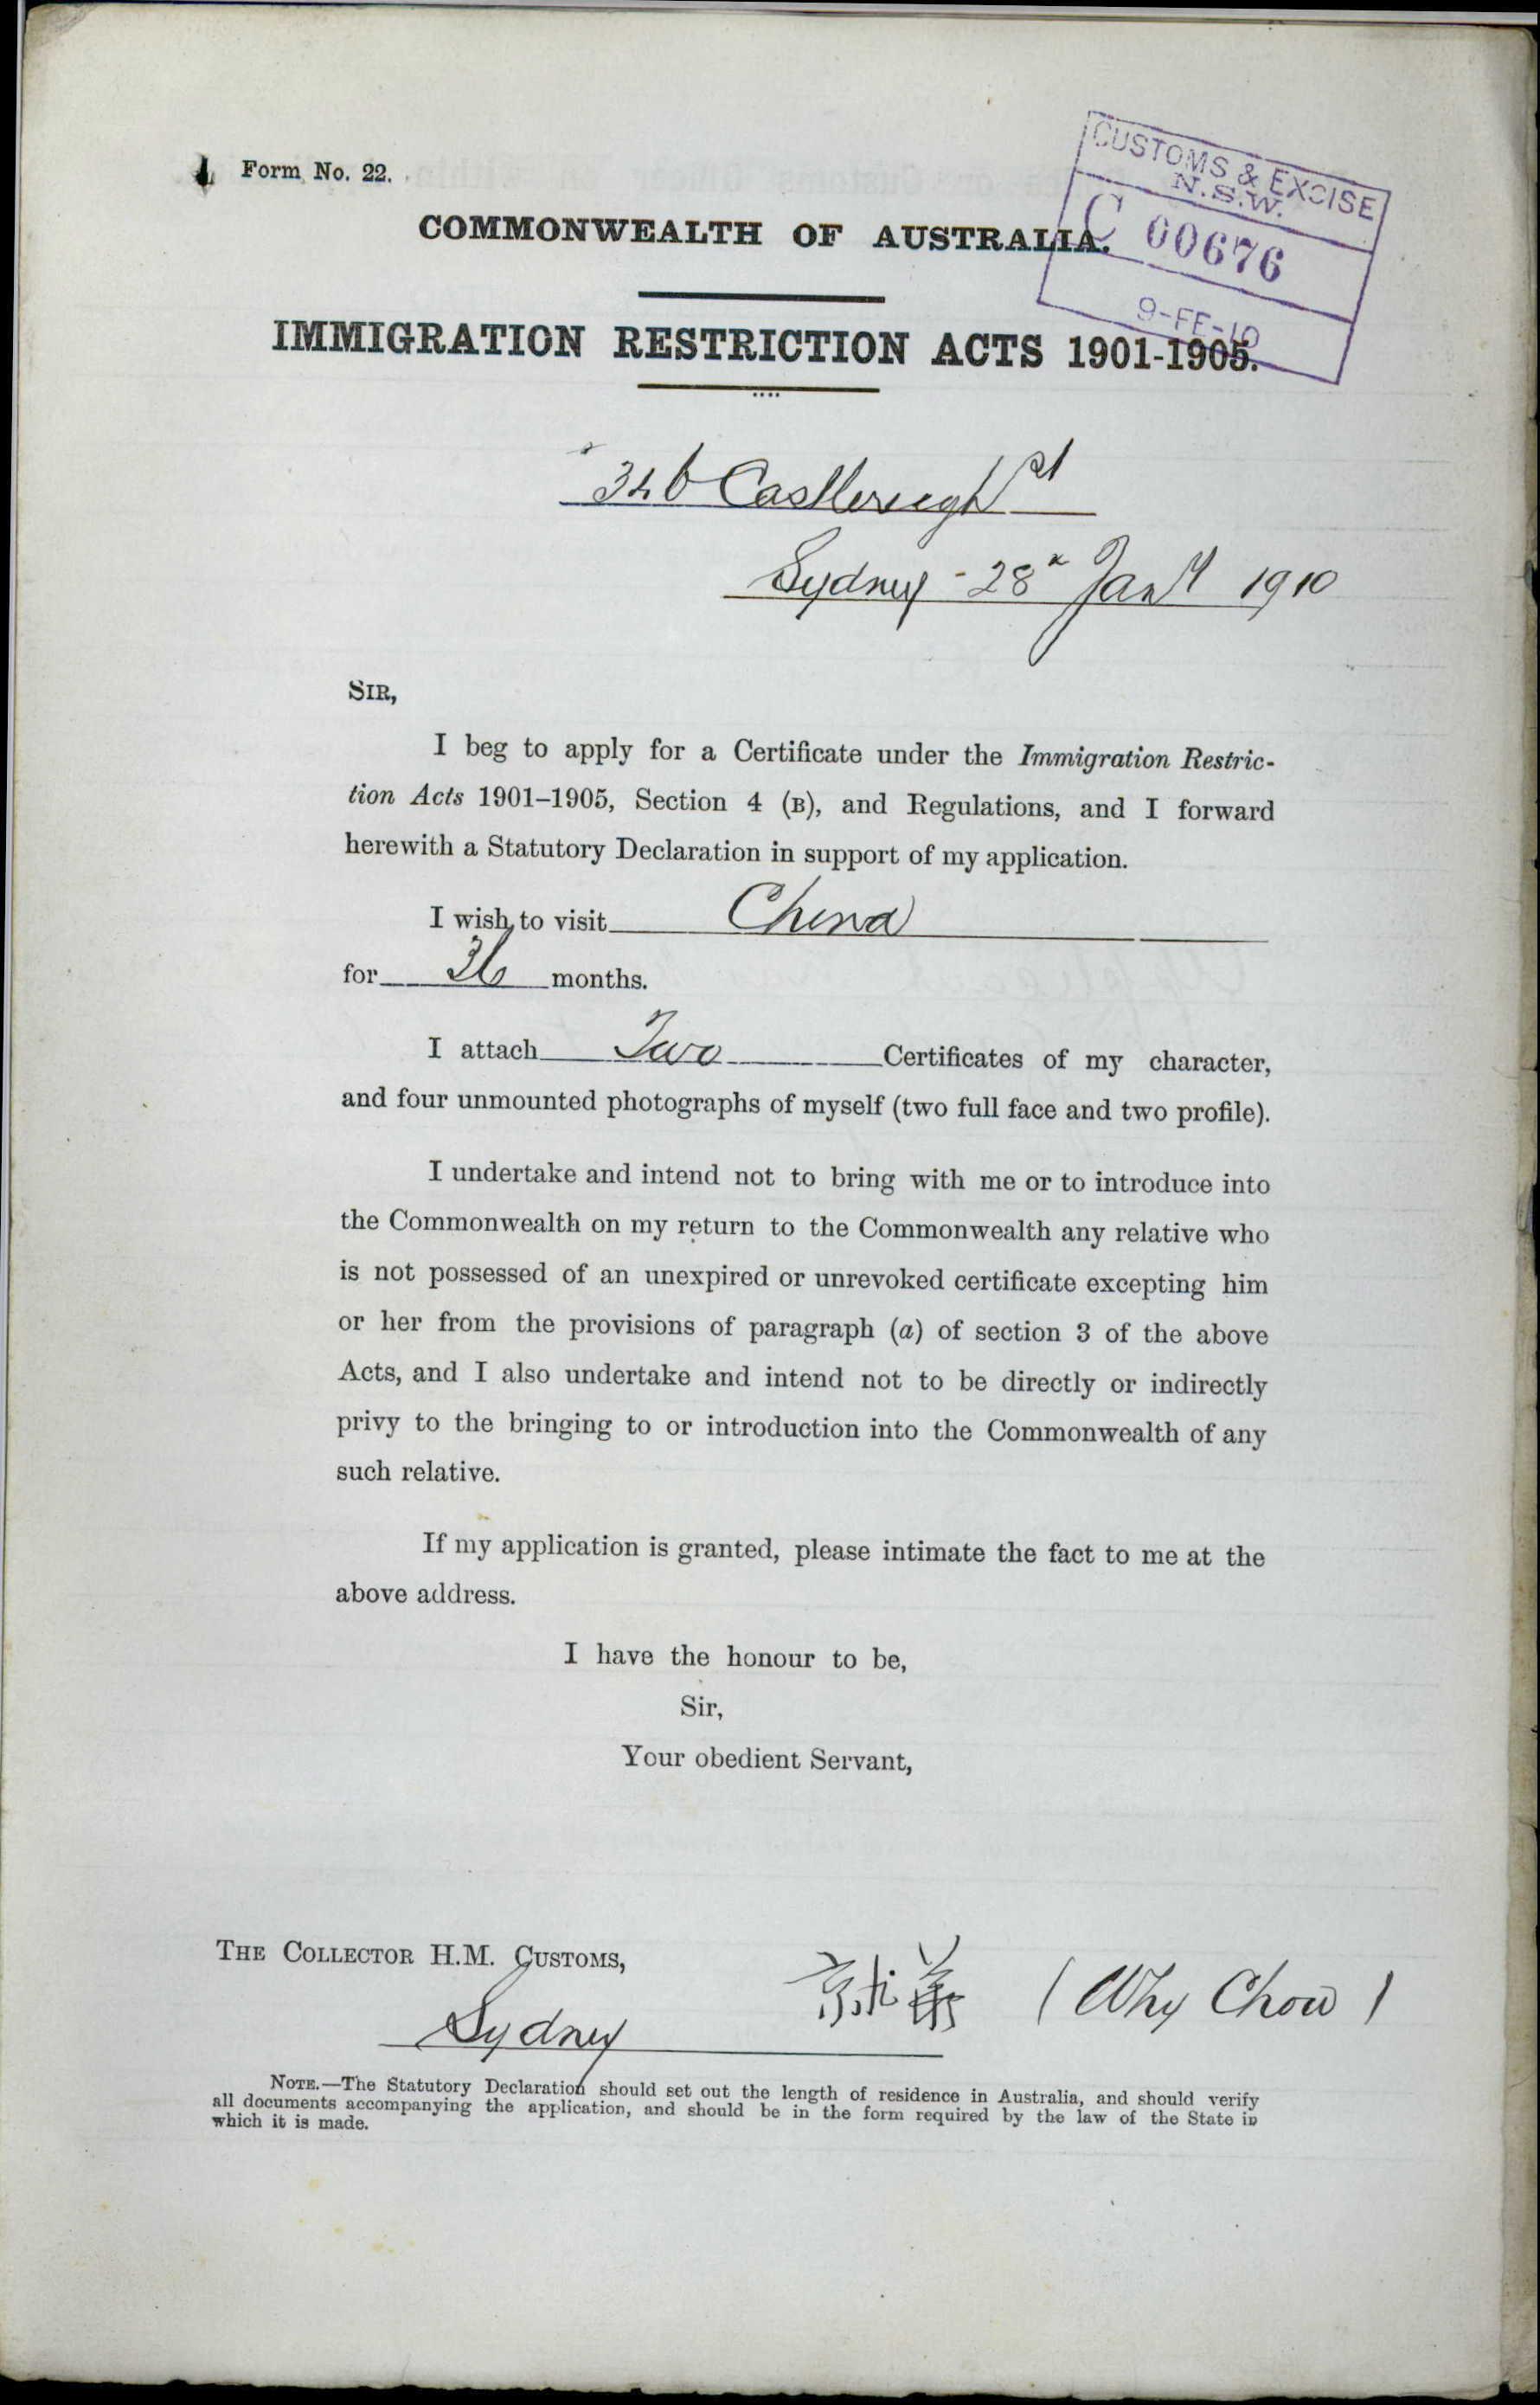 Form No. 22.
CUSTOMS & EXCISE
N.S.W.
C 00676
9-FE-10
COMMONWEALTH OF AUSTRALIA.
IMMIGRATION RESTRICTION ACTS 1901-1905.
Castlereagh St
Sydney - 28 Jany 1910
SIR,
I beg to apply for a Certificate under the Immigration Restric-
tion Acts 1901–1905, Section 4 (B), and Regulations, and I forward
herewith a Statutory Declaration in support of my application.
I wish to visit China
for 36 months.
I attach Two Certificates of my character,
and four unmounted photographs of myself (two full face and two profile).
I undertake and intend not to bring with me or to introduce into
the Commonwealth on my return to the Commonwealth any relative who
is not possessed of an unexpired or unrevoked certificate excepting him
or her from the provisions of paragraph (a) of section 3 of the above
Acts, and I also undertake and intend not to be directly or indirectly
privy to the bringing to or introduction into the Commonwealth of any
such relative.
If my application is granted, please intimate the fact to me at the
above address.
I have the honour to be,
Sir,
Your obedient Servant,
THE COLLECTOR H.M. CUSTOMS,
(Why Chow)
Sydney
NOTE.—The Statutory Declaration should set out the length of residence in Australia, and should verify
all documents accompanying the application, and should be in the form required by the law of the State in
which it is made.